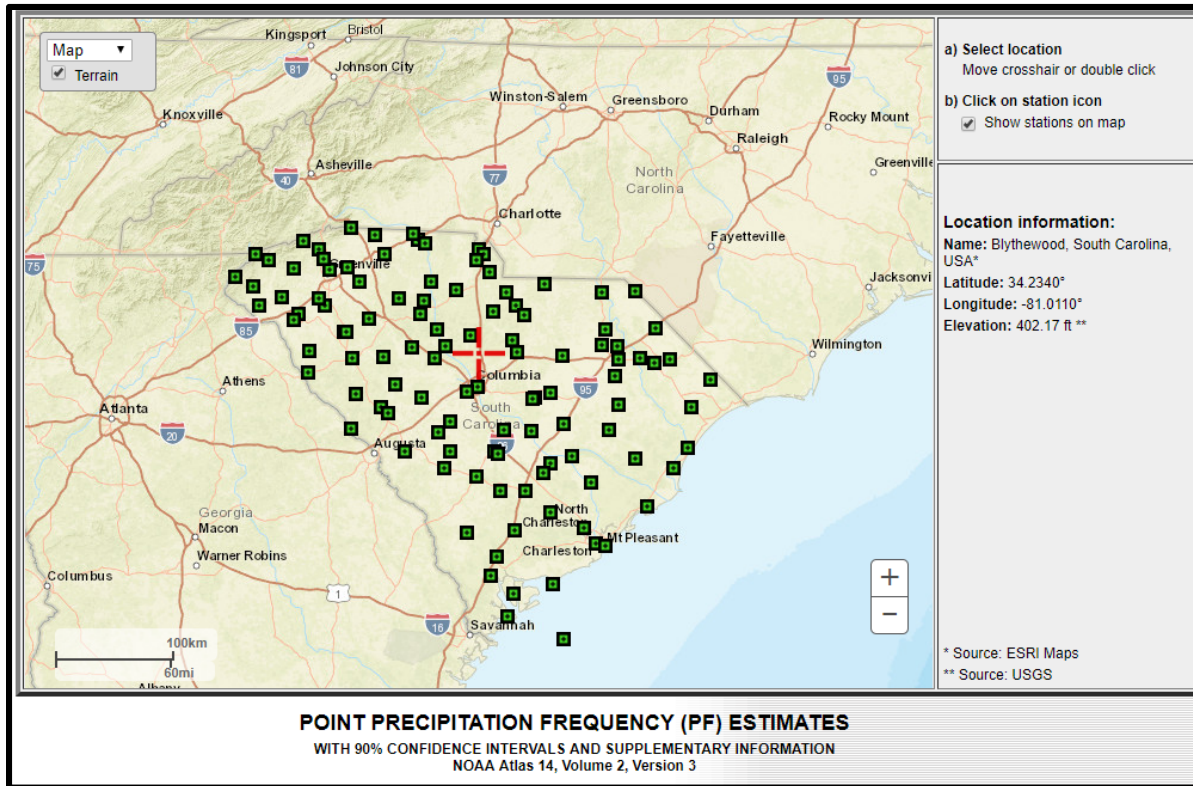 Map
Terrain
Kingsport
Bristol
81
Johnson City
95
Winston-Salem
Greensboro
Durham
Rocky Mount
Knoxville
Raleigh
Asheville
Greenville
40
77
North
Carolina
Charlotte
Fayetteville
75
Jacksonvi
85
Wilmington
Athens
Columbia
95
Atlanta
South
20
Augusta
Georgia
Macon
North
Charleston
Mt Pleasant
Warner Robins
Charleston
Columbus
1
16
Savannah
100km
60mi
Albany
+
−
a) Select location
Move crosshair or double click
b) Click on station icon
Show stations on map
Location information:
Name: Blythewood, South Carolina,
USA*
Latitude: 34.2340°
Longitude: -81.0110°
Elevation: 402.17 ft **
* Source: ESRI Maps
** Source: USGS
POINT PRECIPITATION FREQUENCY (PF) ESTIMATES
WITH 90% CONFIDENCE INTERVALS AND SUPPLEMENTARY INFORMATION
NOAA Atlas 14, Volume 2, Version 3